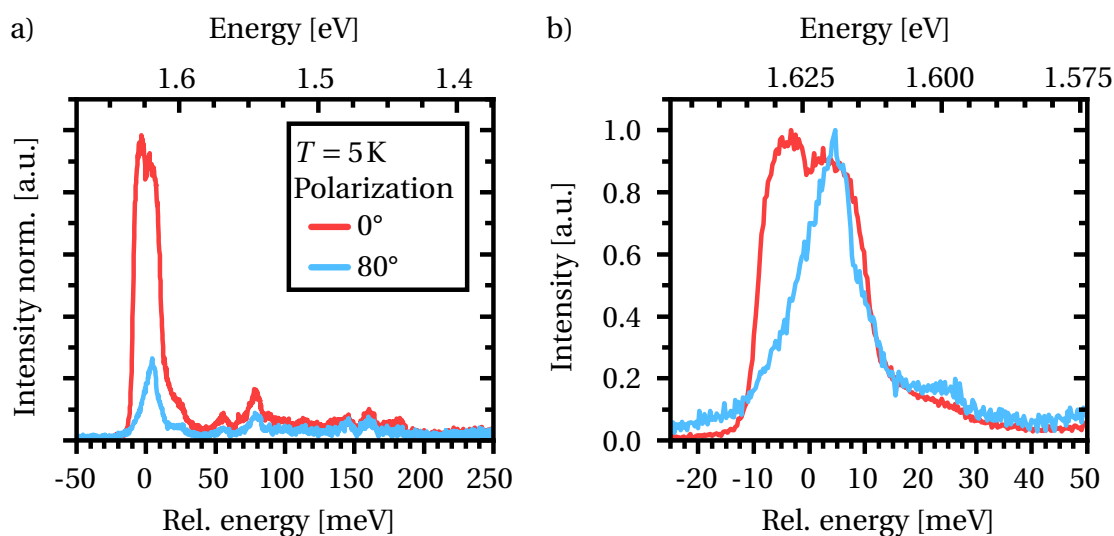 a)
Energy [eV]
1.6 1.5 1.4
Intensity norm. [a.u.]
T = 5 K
Polarization
0°
80°
-50 0 50 100 150 200 250
Rel. energy [meV]
b)
Energy [eV]
1.625 1.600 1.575
Intensity [a.u.]
1.0
0.8
0.6
0.4
0.2
0.0
-20 -10 0 10 20 30 40 50
Rel. energy [meV]